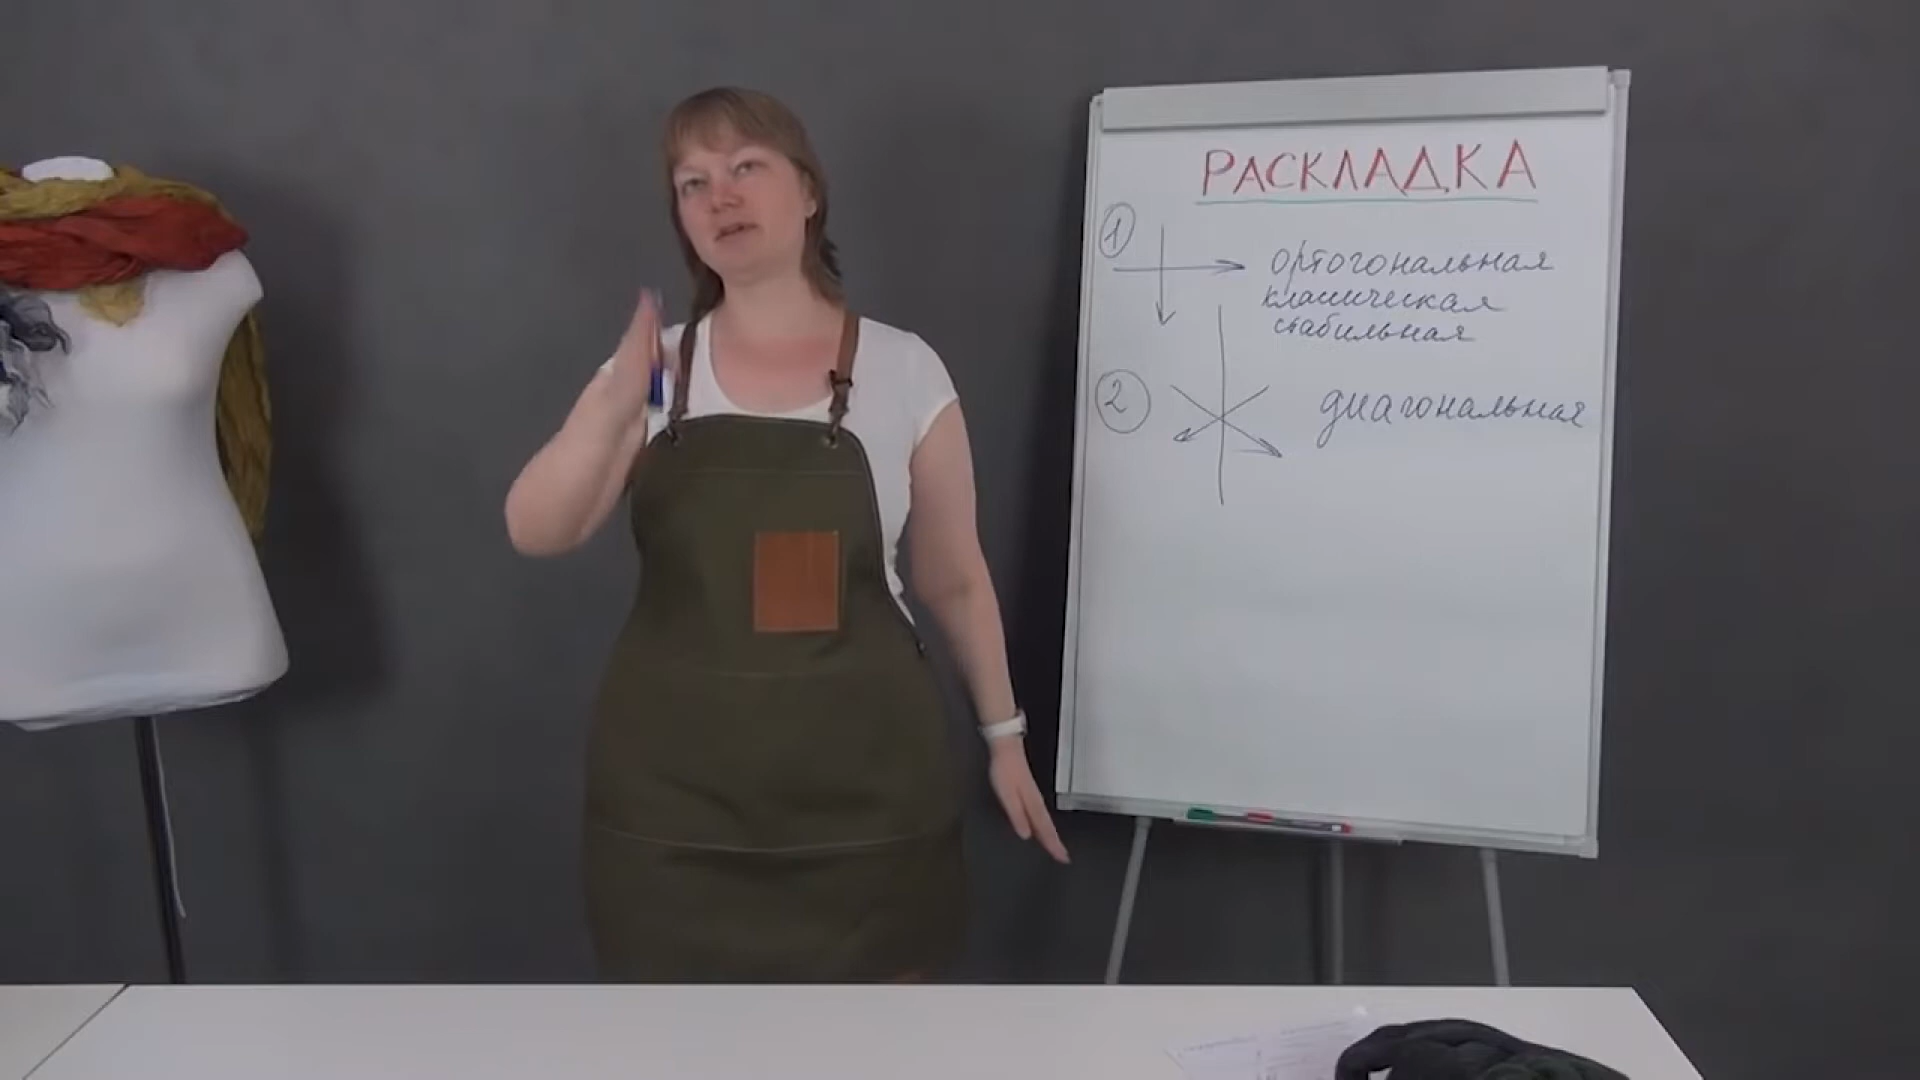 РАСКЛАДКА
1 ортогональная
классическая
стабильная
2 диагональная